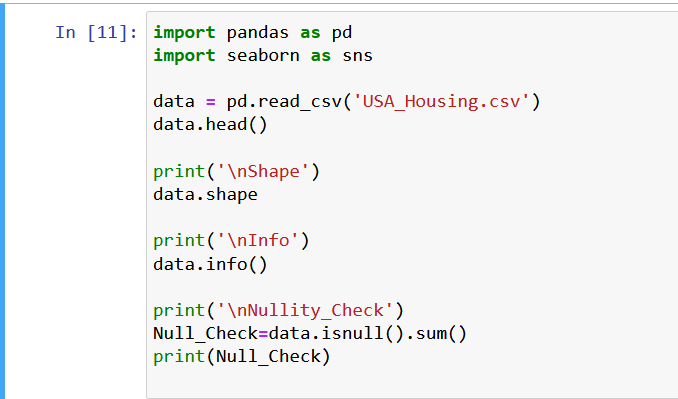 In [11]: import pandas as pd
import seaborn as sns
data = pd.read_csv('USA_Housing.csv')
data.head()
print('\nShape')
data.shape
print('\nInfo')
data.info()
print('\nNullity_Check')
Null_Check=data.isnull().sum()
print(Null_Check)